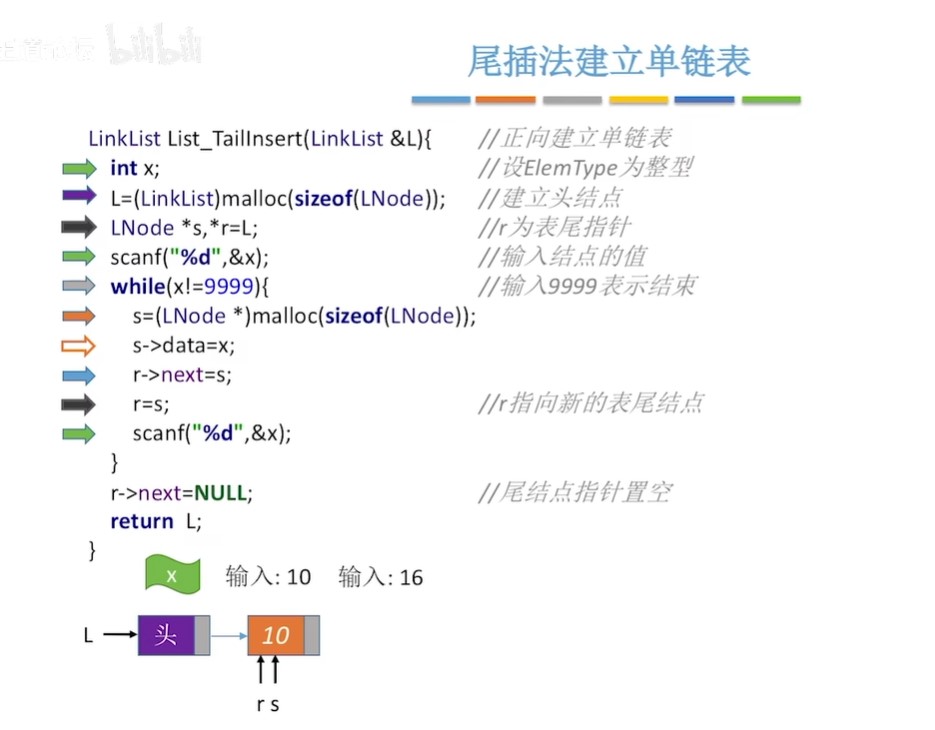 bilibili
尾插法建立单链表
LinkList List_TailInsert(LinkList &L){ //正向建立单链表
int x; //设ElemType为整型
L=(LinkList)malloc(sizeof(LNode)); //建立头结点
LNode *s,*r=L; //r为表尾指针
scanf("%d",&x); //输入结点的值
while(x!=9999){ //输入9999表示结束
s=(LNode *)malloc(sizeof(LNode));
s->data=x;
r->next=s;
r=s; //r指向新的表尾结点
scanf("%d",&x);
}
r->next=NULL; //尾结点指针置空
return L;
}
x 输入: 10 输入: 16
L 头 10
r s